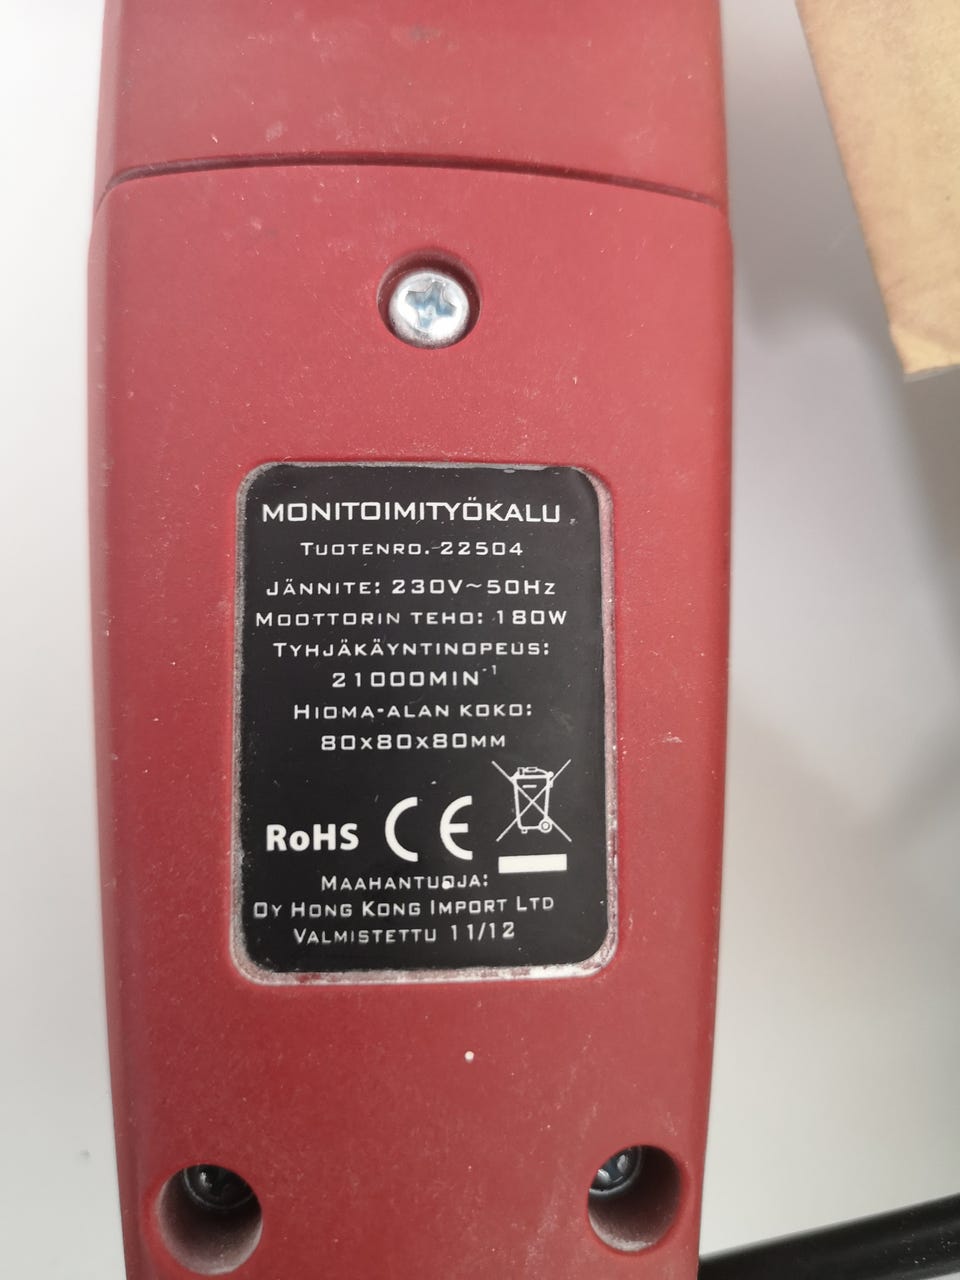 MONITOIMITYÖKALU
TUOTENRO. 22504
JÄNNITE: 230V~50HZ
MOOTTORIN TEHO: 180W
TYHJÄKÄYNTINOPEUS:
21000MIN⁻¹
HIOMA-ALAN KOKO:
80X80X80MM
RoHS CE
MAAHANTUOJA:
OY HONG KONG IMPORT LTD
VALMISTETTU 11/12